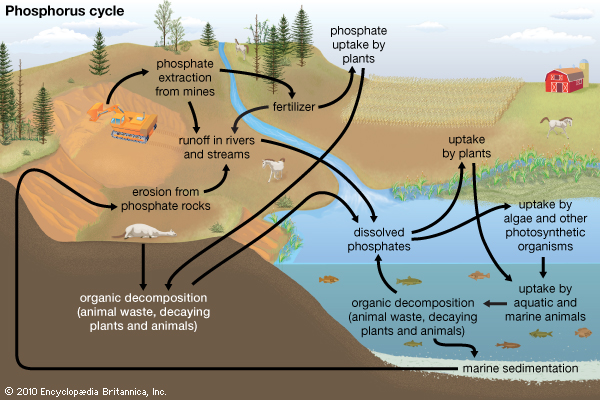 Phosphorus cycle
phosphate
uptake by
plants
phosphate
extraction
from mines
fertilizer
runoff in rivers
and streams
uptake
by plants
erosion from
phosphate rocks
uptake by
algae and other
photosynthetic
organisms
dissolved
phosphates
organic decomposition
(animal waste, decaying
plants and animals)
organic decomposition
(animal waste, decaying
plants and animals)
uptake by
aquatic and
marine animals
marine sedimentation
© 2010 Encyclopædia Britannica, Inc.